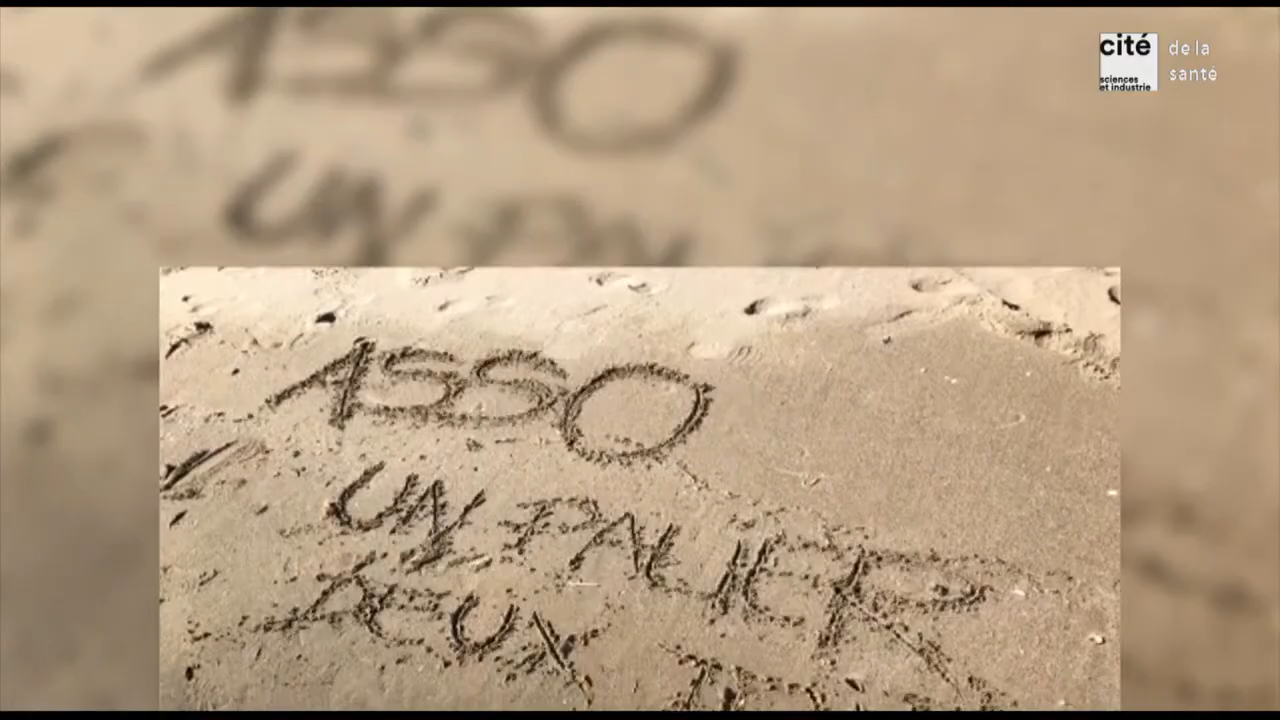 cité
de la
santé
sciences
et industrie
ASSO
UN PALIER
DEUX